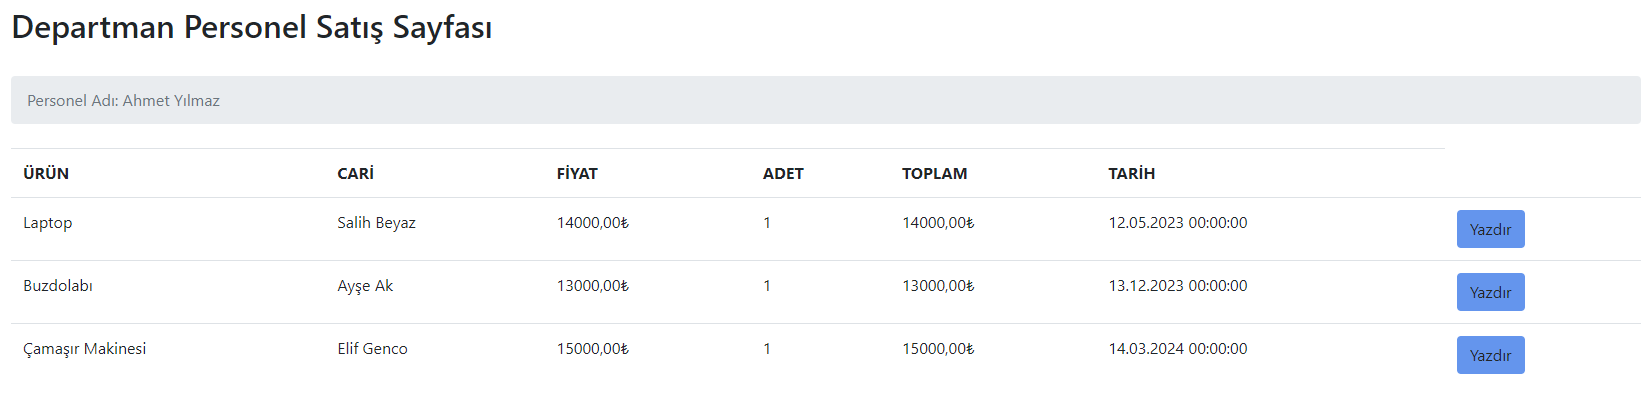 Departman Personel Satış Sayfası
Personel Adı: Ahmet Yılmaz
ÜRÜN CARİ FİYAT ADET TOPLAM TARİH
Laptop Salih Beyaz 14000,00₺ 1 14000,00₺ 12.05.2023 00:00:00 Yazdır
Buzdolabı Ayşe Ak 13000,00₺ 1 13000,00₺ 13.12.2023 00:00:00 Yazdır
Çamaşır Makinesi Elif Genco 15000,00₺ 1 15000,00₺ 14.03.2024 00:00:00 Yazdır